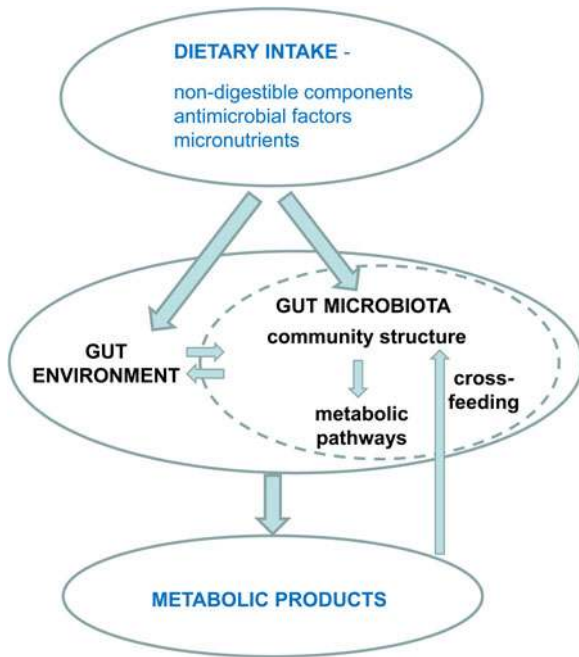 DIETARY INTAKE -
non-digestible components
antimicrobial factors
micronutrients
GUT MICROBIOTA
community structure
GUT
ENVIRONMENT
cross-
feeding
metabolic
pathways
METABOLIC PRODUCTS